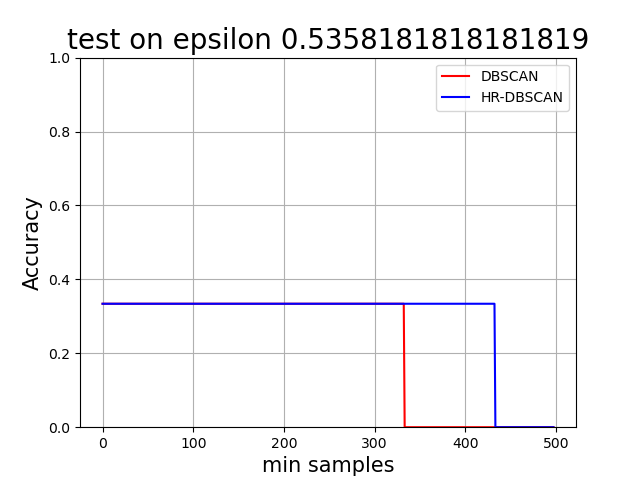 test on epsilon 0.5358181818181819
DBSCAN
HR-DBSCAN
1.0
0.8
0.6
0.4
0.2
0.0
Accuracy
0 100 200 300 400 500
min samples